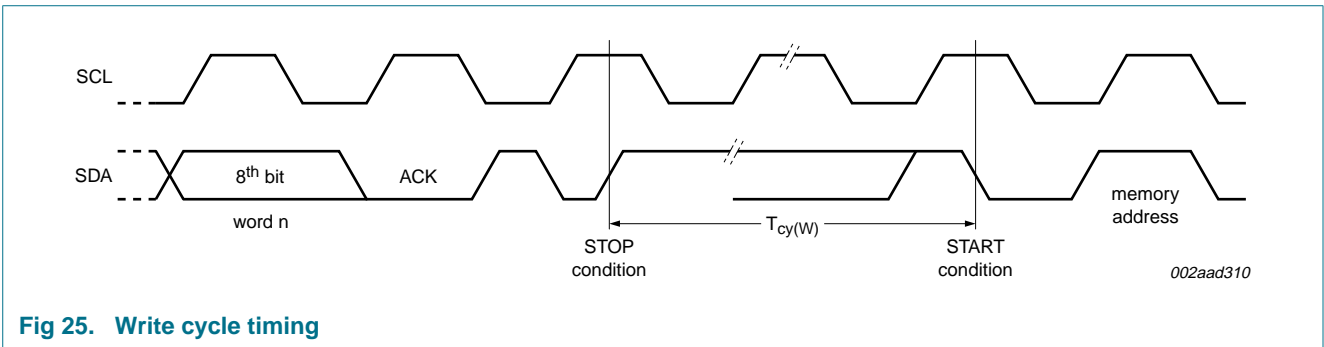 SCL
SDA
8th bit
ACK
word n
memory
address
Tcy(W)
STOP
condition
START
condition
002aad310
Fig 25. Write cycle timing